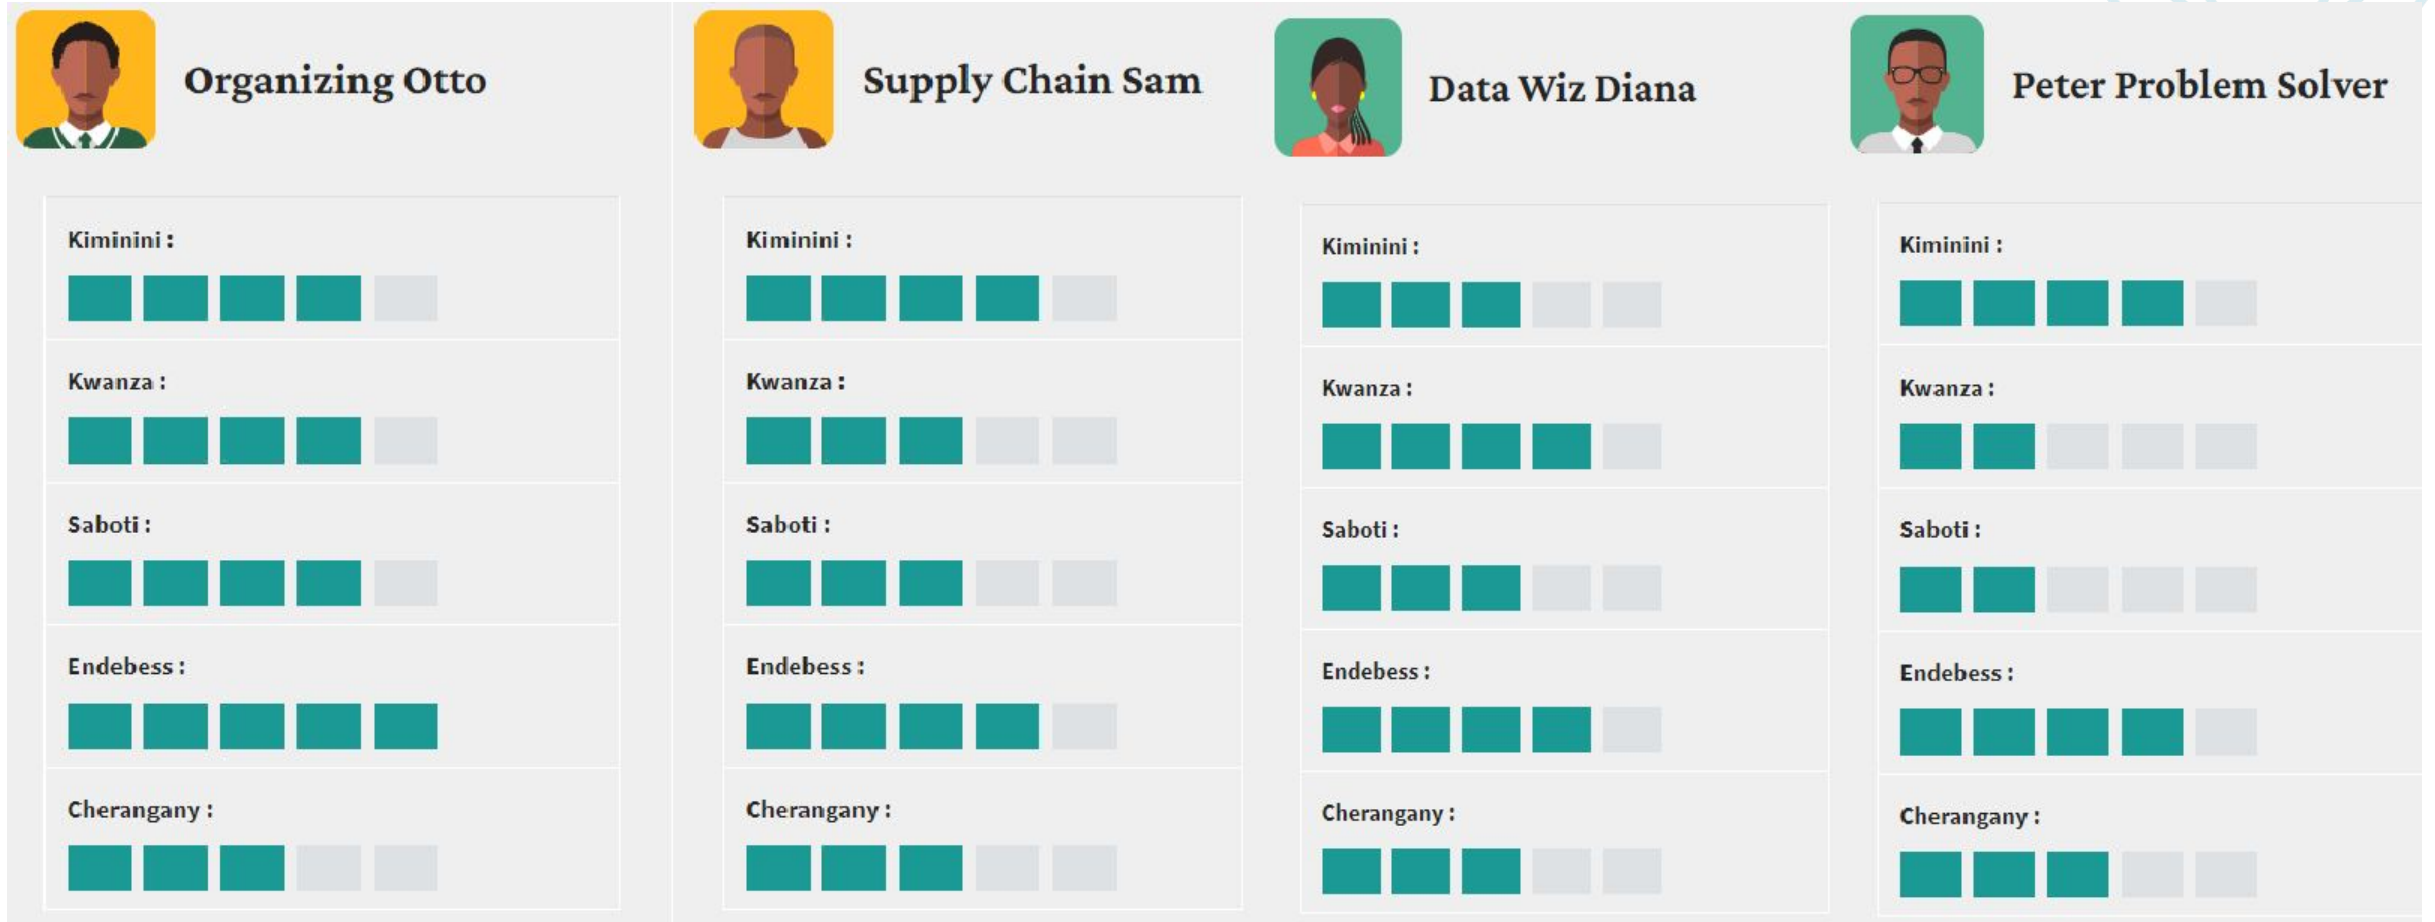 Organizing Otto
Kiminini :
Kwanza :
Saboti :
Endebess :
Cherangany :
Supply Chain Sam
Kiminini :
Kwanza :
Saboti :
Endebess :
Cherangany :
Data Wiz Diana
Kiminini :
Kwanza :
Saboti :
Endebess :
Cherangany :
Peter Problem Solver
Kiminini :
Kwanza :
Saboti :
Endebess :
Cherangany :